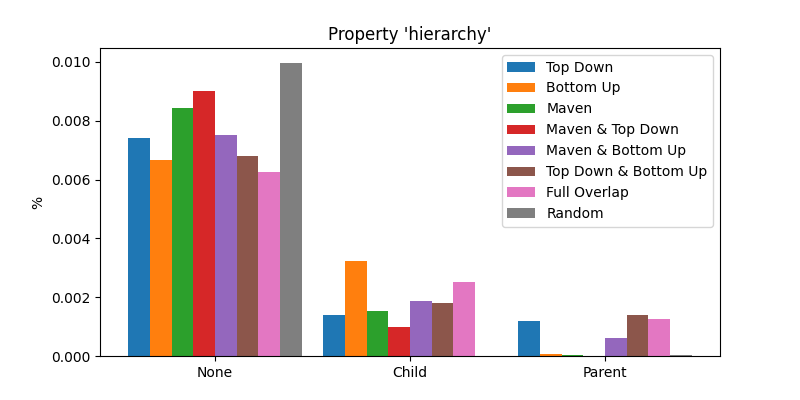 Property 'hierarchy'
%
0.010
0.008
0.006
0.004
0.002
0.000
None
Child
Parent
Top Down
Bottom Up
Maven
Maven & Top Down
Maven & Bottom Up
Top Down & Bottom Up
Full Overlap
Random